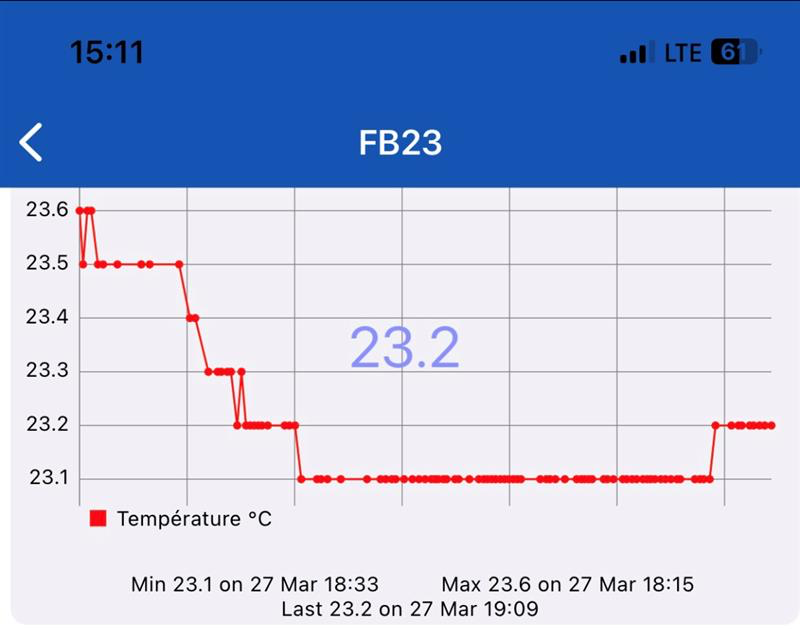 15:11 LTE 61
FB23
23.6
23.5
23.4
23.2
23.3
23.2
23.1
Température °C
Min 23.1 on 27 Mar 18:33 Max 23.6 on 27 Mar 18:15
Last 23.2 on 27 Mar 19:09